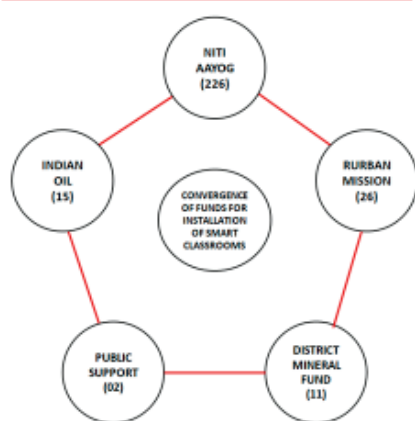 NITI
AAYOG
(226)
INDIAN
OIL
(15)
RURBAN
MISSION
(26)
CONVERGENCE
OF FUNDS FOR
INSTALLATION
OF SMART
CLASSROOMS
PUBLIC
SUPPORT
(02)
DISTRICT
MINERAL
FUND
(11)